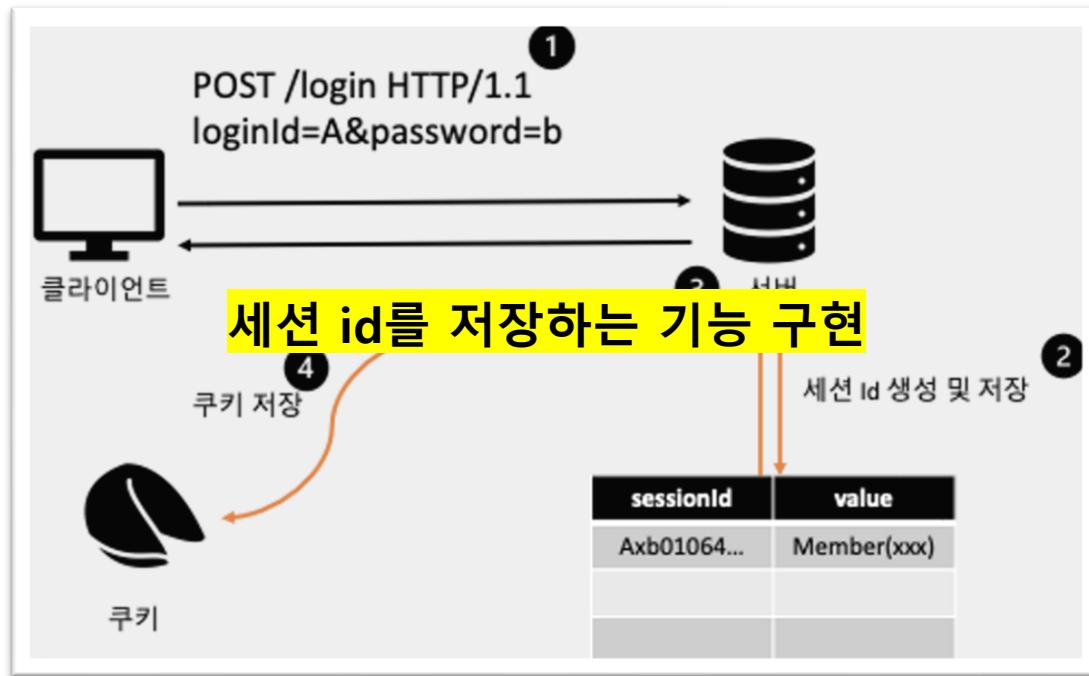 1
POST /login HTTP/1.1
loginId=A&password=b
클라이언트
세션 id를 저장하는 기능 구현
4
2
쿠키 저장
세션 Id 생성 및 저장
sessionId value
Axb01064... Member(xxx)
쿠키